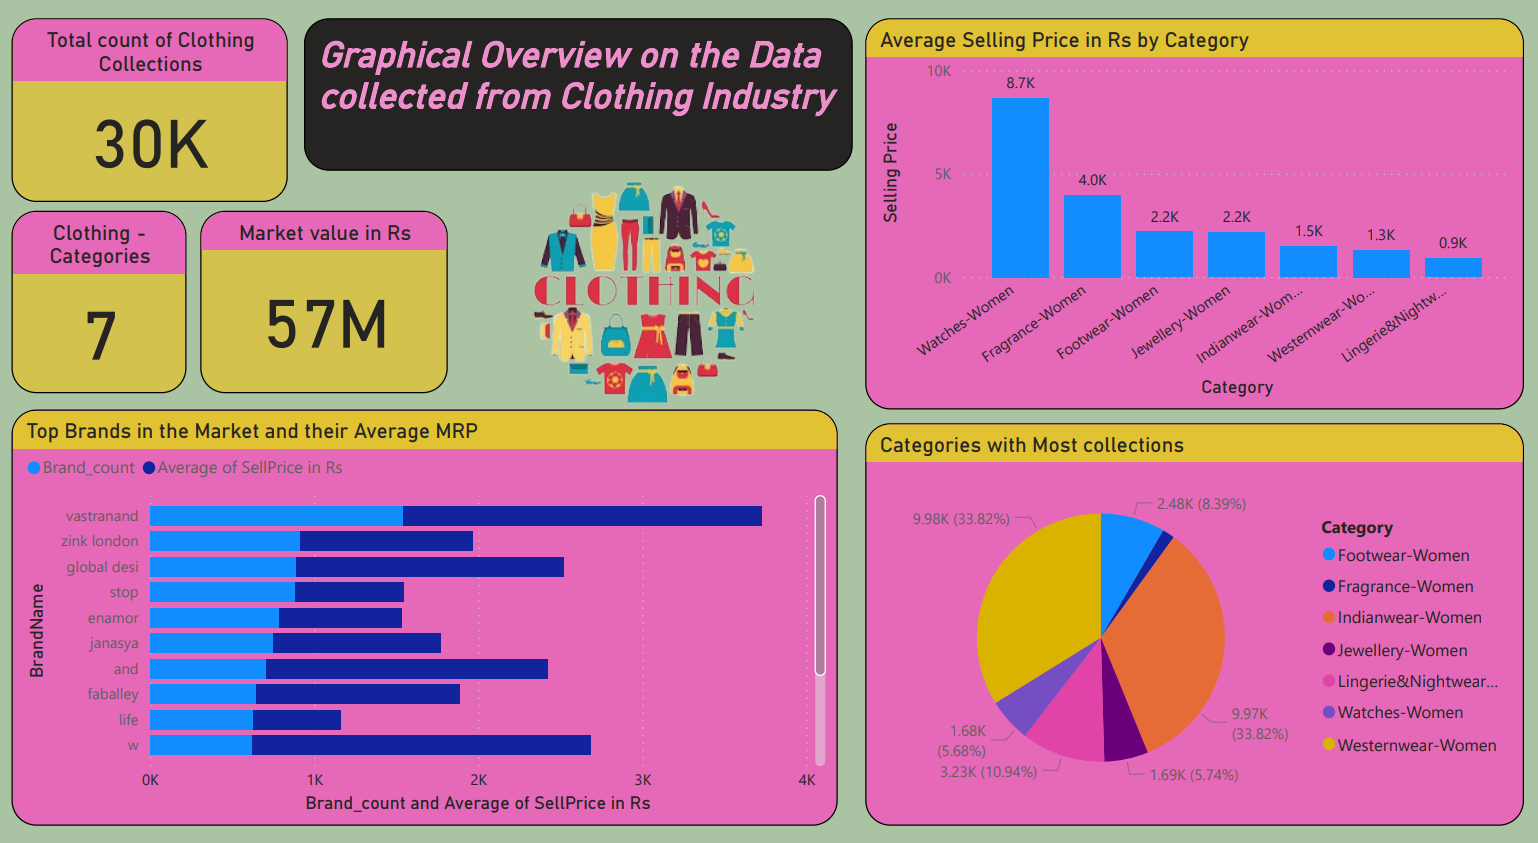 Total count of Clothing
Collections
30K
Graphical Overview on the Data
collected from Clothing Industry
Clothing -
Categories
7
Market value in Rs
57M
CLOTHING
Average Selling Price in Rs by Category
Selling Price
10K
5K
0K
8.7K
4.0K
2.2K
2.2K
1.5K
1.3K
0.9K
Watches-Women
Fragrance-Women
Footwear-Women
Jewellery-Women
Indianwear-Wom...
Westernwear-Wo...
Lingerie&Nightw...
Category
Top Brands in the Market and their Average MRP
Brand_count
Average of SellPrice in Rs
BrandName
vastranand
zink london
global desi
stop
enamor
janasya
and
faballey
life
w
0K
1K
2K
3K
4K
Brand_count and Average of SellPrice in Rs
Categories with Most collections
2.48K (8.39%)
9.98K (33.82%)
9.97K
(33.82%)
1.68K
(5.68%)
3.23K (10.94%)
1.69K (5.74%)
Category
Footwear-Women
Fragrance-Women
Indianwear-Women
Jewellery-Women
Lingerie&Nightwear...
Watches-Women
Westernwear-Women